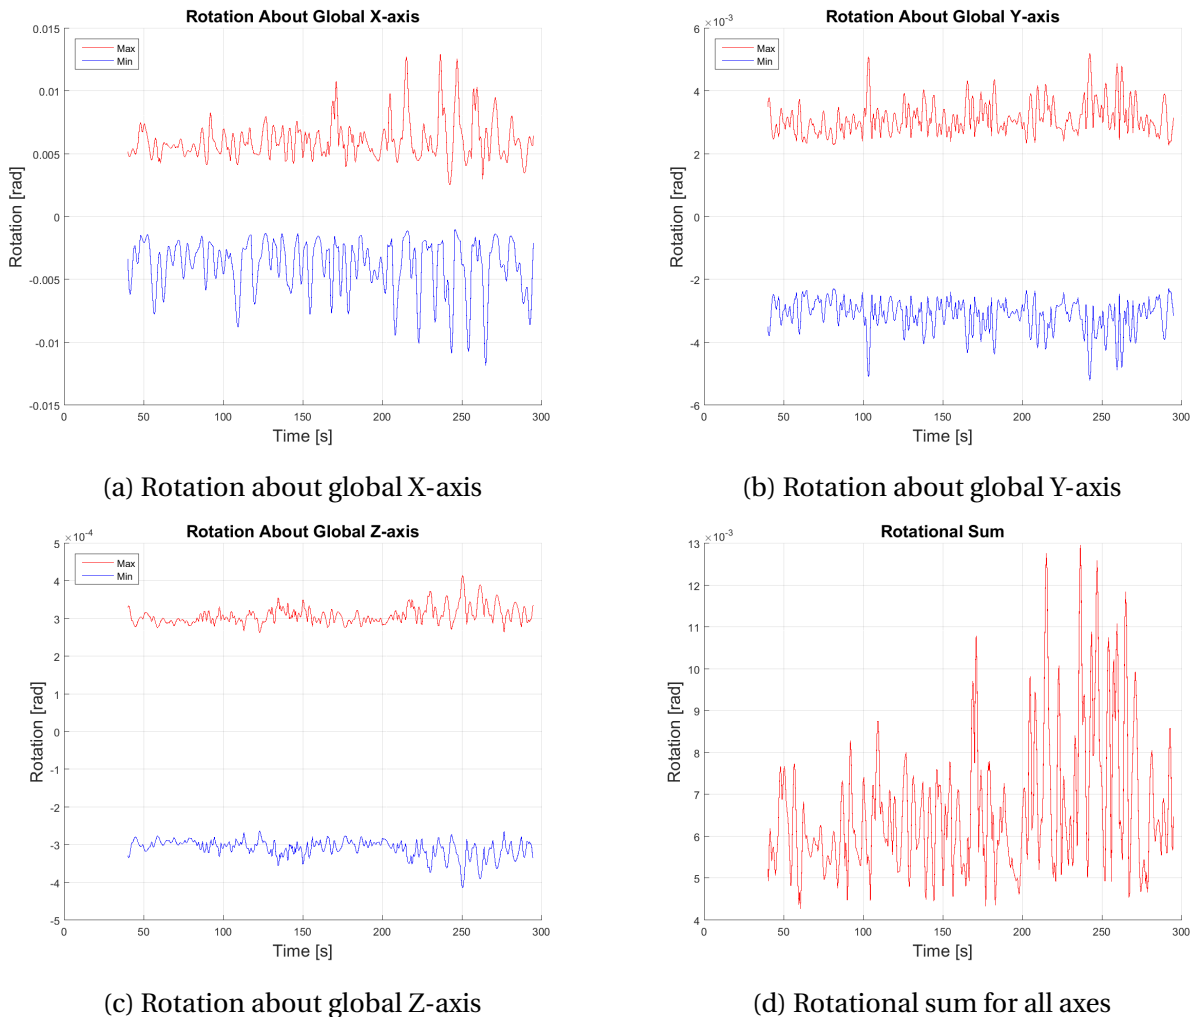 Rotation About Global X-axis
0.015
0.01
0.005
0
-0.005
-0.01
-0.015
Rotation [rad]
Max
Min
0 50 100 150 200 250 300
Time [s]
(a) Rotation about global X-axis
Rotation About Global Y-axis
×10-3
6
4
2
0
-2
-4
-6
Rotation [rad]
Max
Min
0 50 100 150 200 250 300
Time [s]
(b) Rotation about global Y-axis
Rotation About Global Z-axis
×10-4
5
4
3
2
1
0
-1
-2
-3
-4
-5
Rotation [rad]
Max
Min
0 50 100 150 200 250 300
Time [s]
(c) Rotation about global Z-axis
Rotational Sum
×10-3
13
12
11
10
9
8
7
6
5
4
Rotation [rad]
0 50 100 150 200 250 300
Time [s]
(d) Rotational sum for all axes